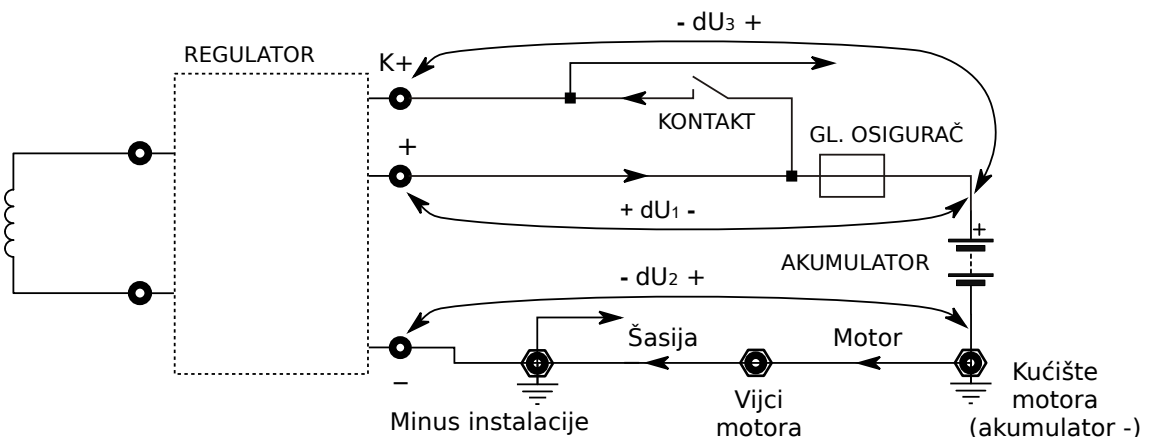 - dU3 +
REGULATOR
K+
KONTAKT
GL. OSIGURAČ
+
+ dU1 -
+
AKUMULATOR
- dU2 +
Šasija
Motor
–
Minus instalacije
Vijci
motora
Kućište
motora
(akumulator -)